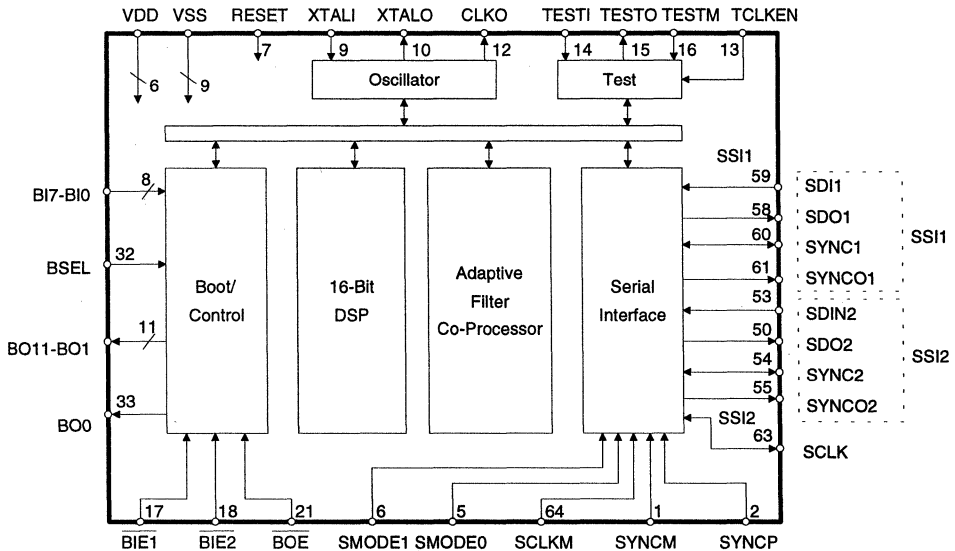 VDD VSS RESET XTALI XTALO CLKO TESTI TESTO TESTM TCLKEN
6 9 7 9 10 12 14 15 16 13
Oscillator Test
SSI1
BI7-BI0 8 59 SDI1
58 SDO1
60 SYNC1 SSI1
BSEL 32 61 SYNCO1
Boot/
Control
16-Bit
DSP
Adaptive
Filter
Co-Processor
Serial
Interface
53 SDIN2
BO11-BO1 11 50 SDO2 SSI2
54 SYNC2
BO0 33 55 SYNCO2
SSI2
63 SCLK
17 18 21 6 5 64 1 2
BIE1 BIE2 BOE SMODE1 SMODE0 SCLKM SYNCM SYNCP